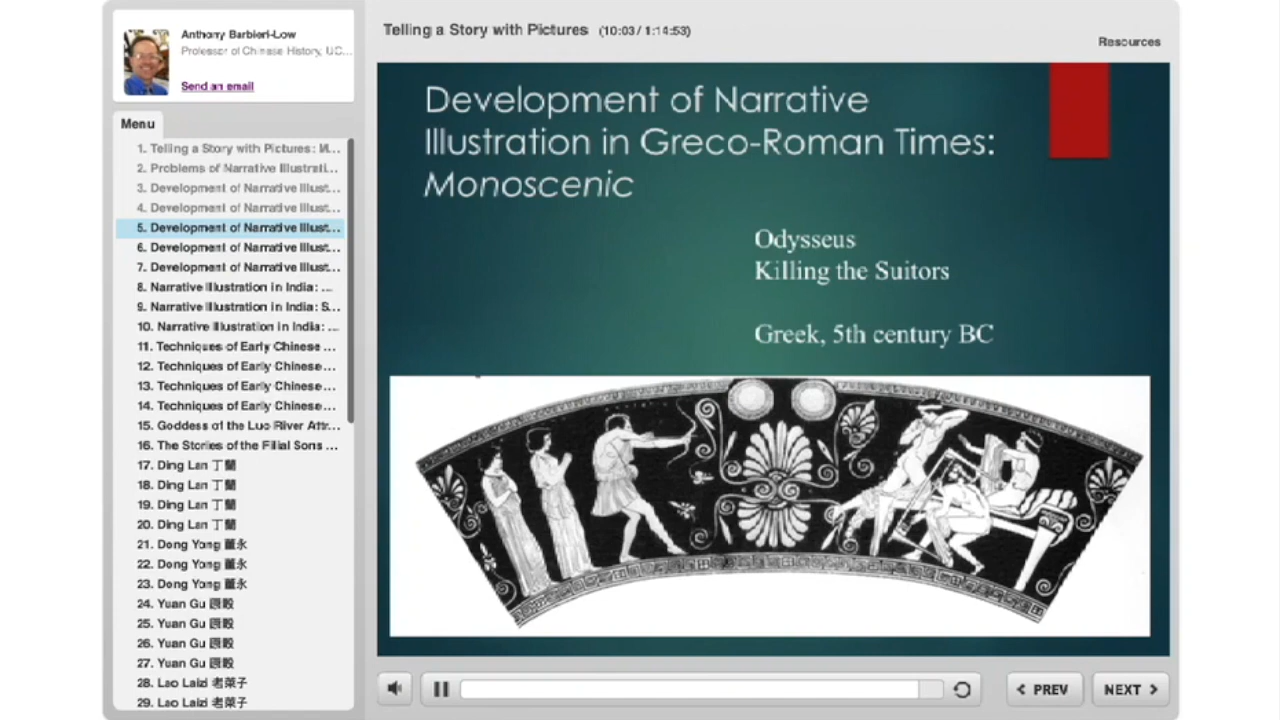 Anthony Barbieri-Low
Professor of Chinese History, UC...
Send an email
Menu
1. Telling a Story with Pictures: M...
2. Problems of Narrative Illustrati...
3. Development of Narrative Illust...
4. Development of Narrative Illust...
5. Development of Narrative Illust...
6. Development of Narrative Illust...
7. Development of Narrative Illust...
8. Narrative Illustration in India: ...
9. Narrative Illustration in India: S...
10. Narrative Illustration in India: ...
11. Techniques of Early Chinese ...
12. Techniques of Early Chinese ...
13. Techniques of Early Chinese ...
14. Techniques of Early Chinese ...
15. Goddess of the Luo River Attr...
16. The Stories of the Filial Sons ...
17. Ding Lan 丁蘭
18. Ding Lan 丁蘭
19. Ding Lan 丁蘭
20. Ding Lan 丁蘭
21. Dong Yong 董永
22. Dong Yong 董永
23. Dong Yong 董永
24. Yuan Gu 原穀
25. Yuan Gu 原穀
26. Yuan Gu 原穀
27. Yuan Gu 原穀
28. Lao Laizi 老萊子
29. Lao Laizi 老萊子
Telling a Story with Pictures (10:03 / 1:14:53)
Resources
Development of Narrative
Illustration in Greco-Roman Times:
Monoscenic
Odysseus
Killing the Suitors
Greek, 5th century BC
PREV
NEXT